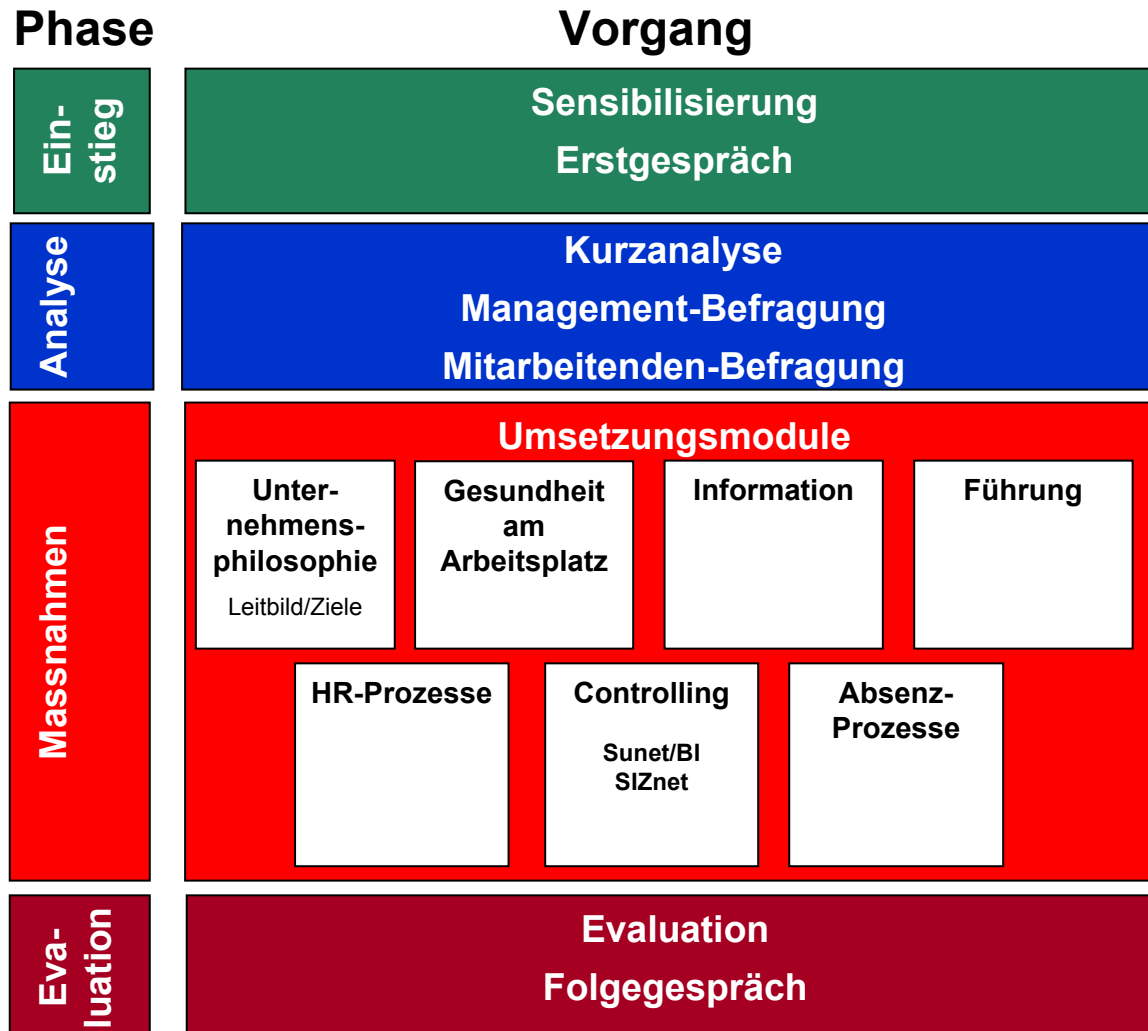 Phase
Vorgang
Ein-
stieg
Sensibilisierung
Erstgespräch
Analyse
Kurzanalyse
Management-Befragung
Mitarbeitenden-Befragung
Massnahmen
Umsetzungsmodule
Unter-
nehmens-
philosophie
Leitbild/Ziele
Gesundheit
am
Arbeitsplatz
Information
Führung
HR-Prozesse
Controlling
Sunet/BI
SIZnet
Absenz-
Prozesse
Eva-
luation
Evaluation
Folgegespräch